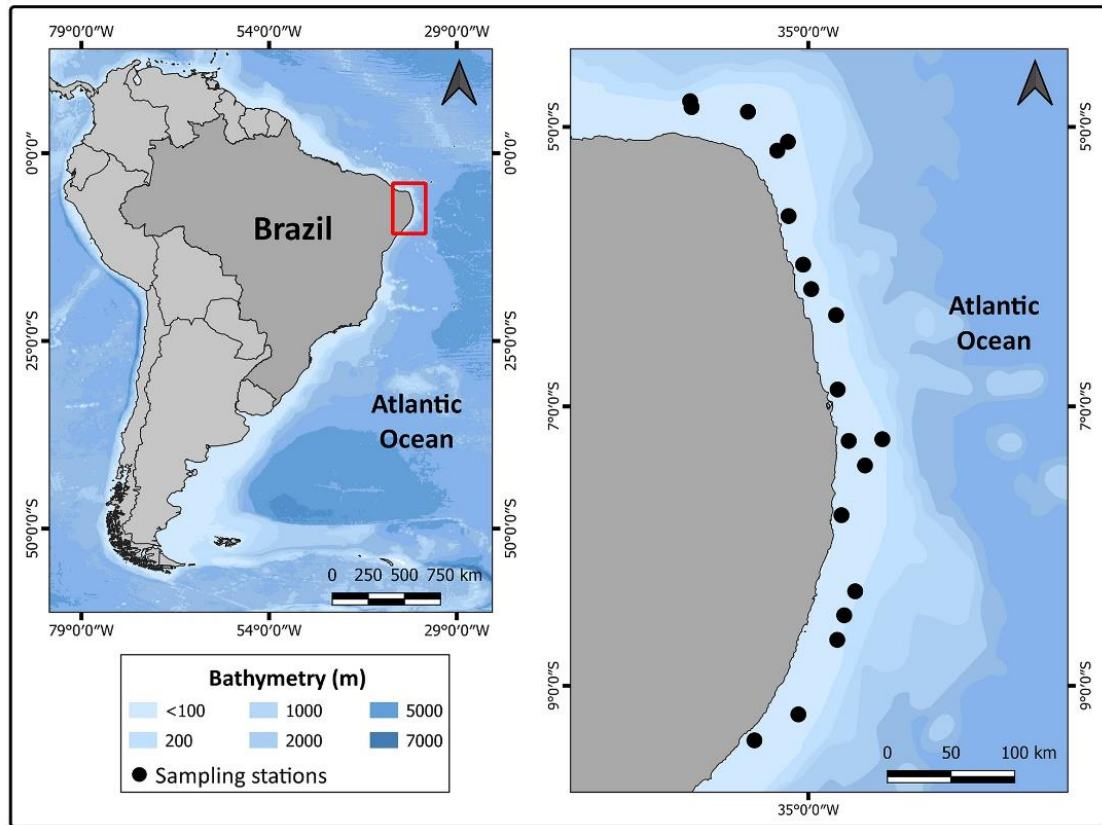 79°0'0"W 54°0'0"W 29°0'0"W
0°0'0"
25°0'0"S
50°0'0"S
Brazil
Atlantic
Ocean
0°0'0"
25°0'0"S
50°0'0"S
0 250 500 750 km
79°0'0"W 54°0'0"W 29°0'0"W
Bathymetry (m)
<100 1000 5000
200 2000 7000
Sampling stations
35°0'0"W
5°0'0"S
7°0'0"S
9°0'0"S
Atlantic
Ocean
5°0'0"S
7°0'0"S
9°0'0"S
0 50 100 km
35°0'0"W